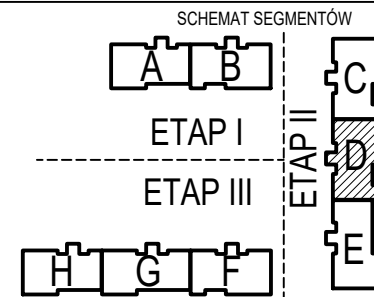 SCHEMAT SEGMENTÓW
A B
C
ETAP I
ETAP II
D
ETAP III
E
H G F